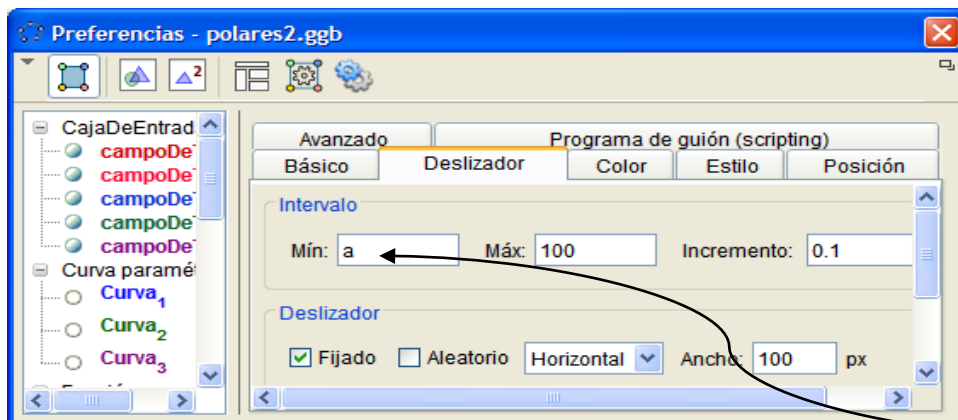 Preferencias - polares2.ggb
CajaDeEntrad
campoDe
campoDe
campoDe
campoDe
campoDe
Curva paramé
Curva1
Curva2
Curva3
Avanzado
Programa de guión (scripting)
Básico
Deslizador
Color
Estilo
Posición
Intervalo
Mín: a
Máx: 100
Incremento: 0.1
Deslizador
Fijado
Aleatorio
Horizontal
Ancho: 100 px